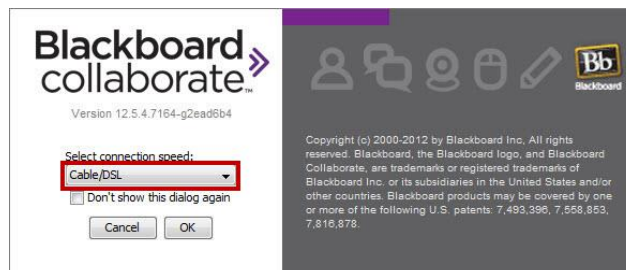 Blackboard
collaborate™
Version 12.5.4.7164-g2ead6b4
Select connection speed:
Cable/DSL
Don't show this dialog again
Cancel OK
Bb
Blackboard
Copyright (c) 2000-2012 by Blackboard Inc, All rights
reserved. Blackboard, the Blackboard logo, and Blackboard
Collaborate, are trademarks or registered trademarks of
Blackboard Inc. or its subsidiaries in the United States and/or
other countries. Blackboard products may be covered by one
or more of the following U.S. patents: 7,493,396, 7,558,853,
7,816,878.